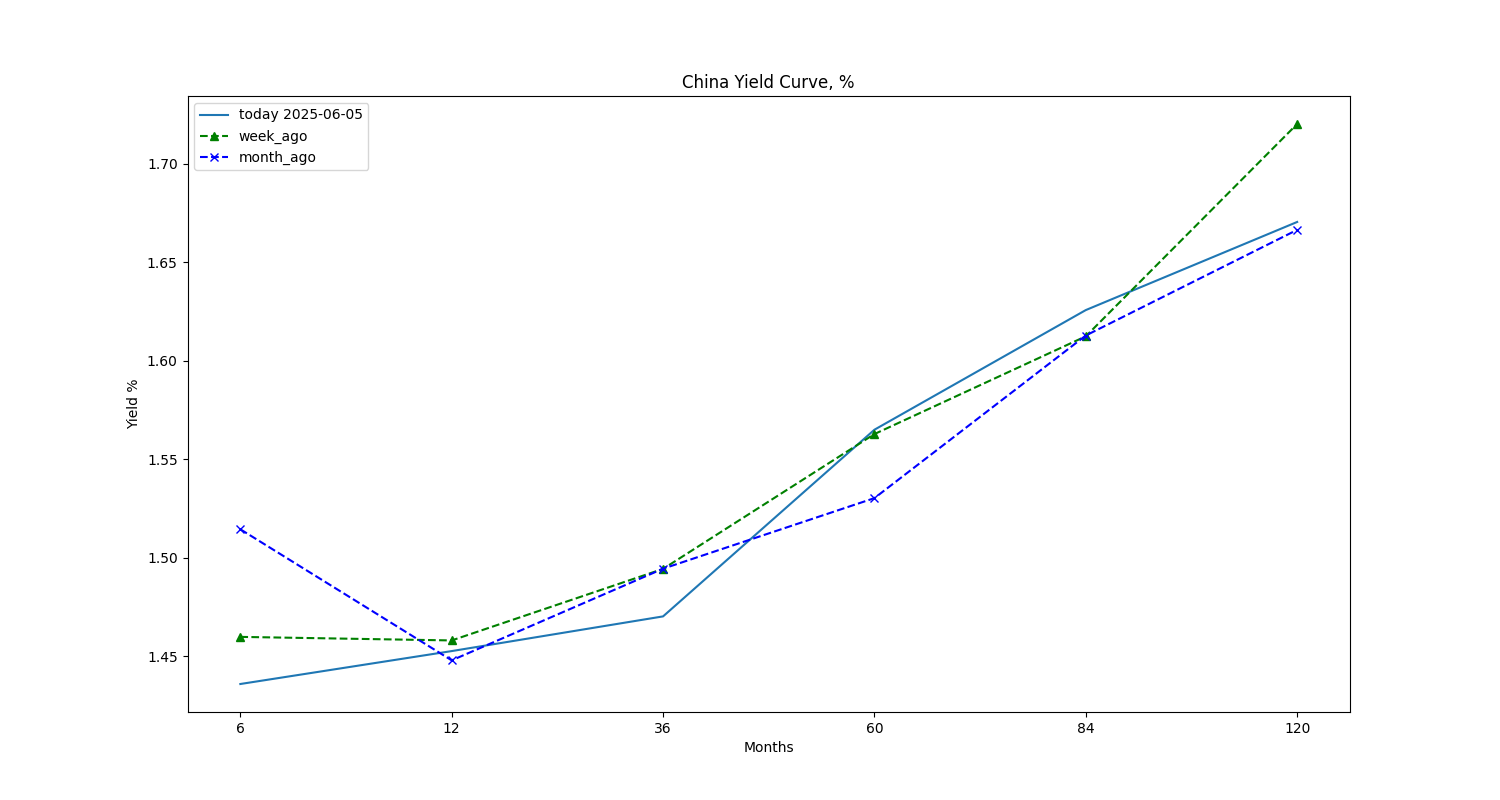 China Yield Curve, %
today 2025-06-05
week_ago
month_ago
1.70
1.65
1.60
1.55
1.50
1.45
Yield %
6 12 36 60 84 120
Months